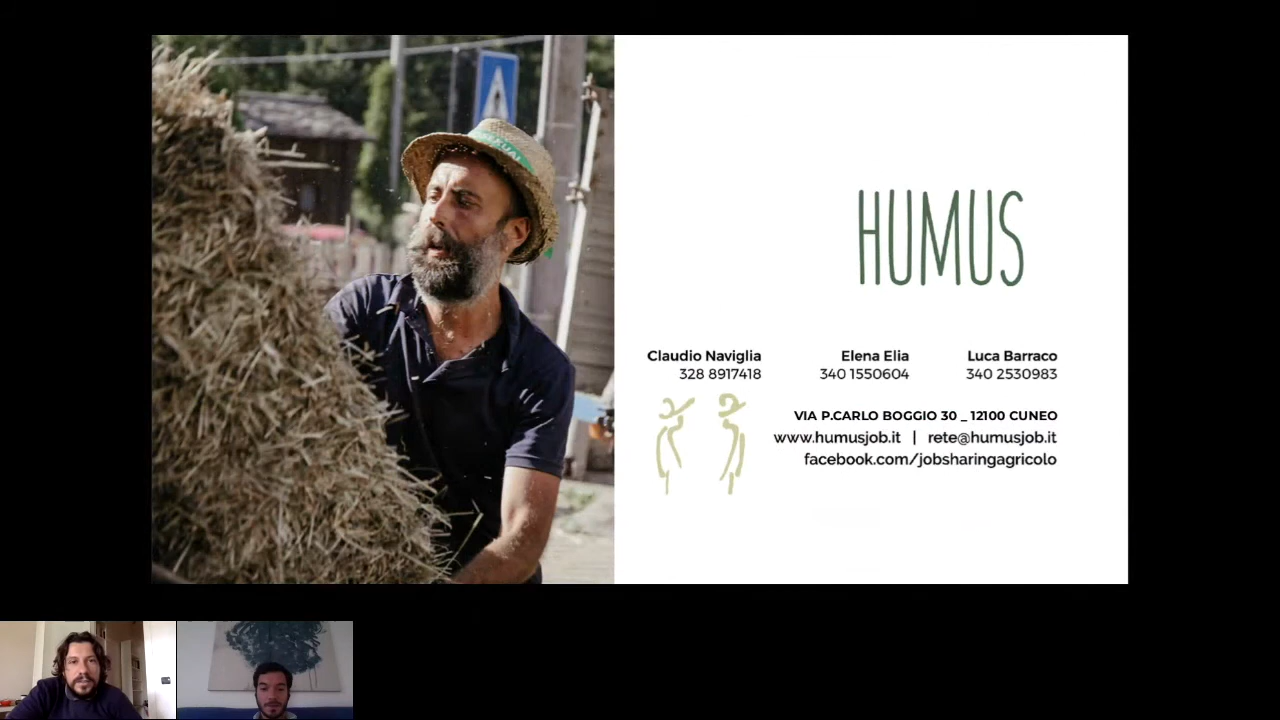 HUMUS
Claudio Naviglia Elena Elia Luca Barraco
328 8917418 340 1550604 340 2530983
VIA P.CARLO BOGGIO 30 _ 12100 CUNEO
www.humusjob.it | rete@humusjob.it
facebook.com/jobsharingagricolo